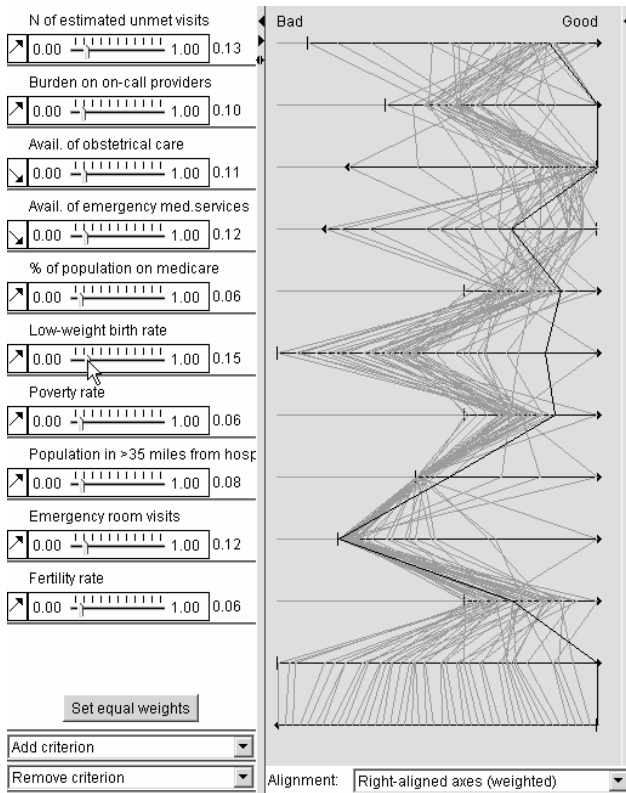 N of estimated unmet visits
Bad
Good
0.00 1.00 0.13
Burden on on-call providers
0.00 1.00 0.10
Avail. of obstetrical care
0.00 1.00 0.11
Avail. of emergency med.services
0.00 1.00 0.12
% of population on medicare
0.00 1.00 0.06
Low-weight birth rate
0.00 1.00 0.15
Poverty rate
0.00 1.00 0.06
Population in >35 miles from hosp
0.00 1.00 0.08
Emergency room visits
0.00 1.00 0.12
Fertility rate
0.00 1.00 0.06
Set equal weights
Add criterion
Remove criterion
Alignment: Right-aligned axes (weighted)